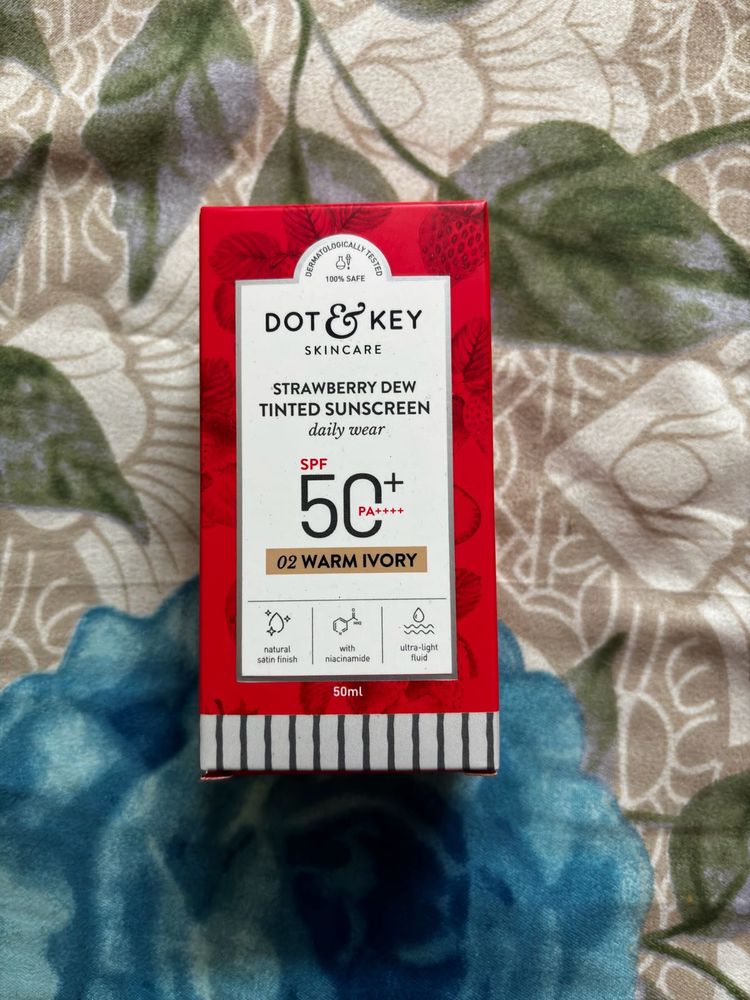 DERMATOLOGICALLY TESTED
100% SAFE
DOT & KEY
SKINCARE
STRAWBERRY DEW
TINTED SUNSCREEN
daily wear
SPF
50+
PA++++
02 WARM IVORY
natural
satin finish
NH2
with
niacinamide
ultra-light
fluid
50ml